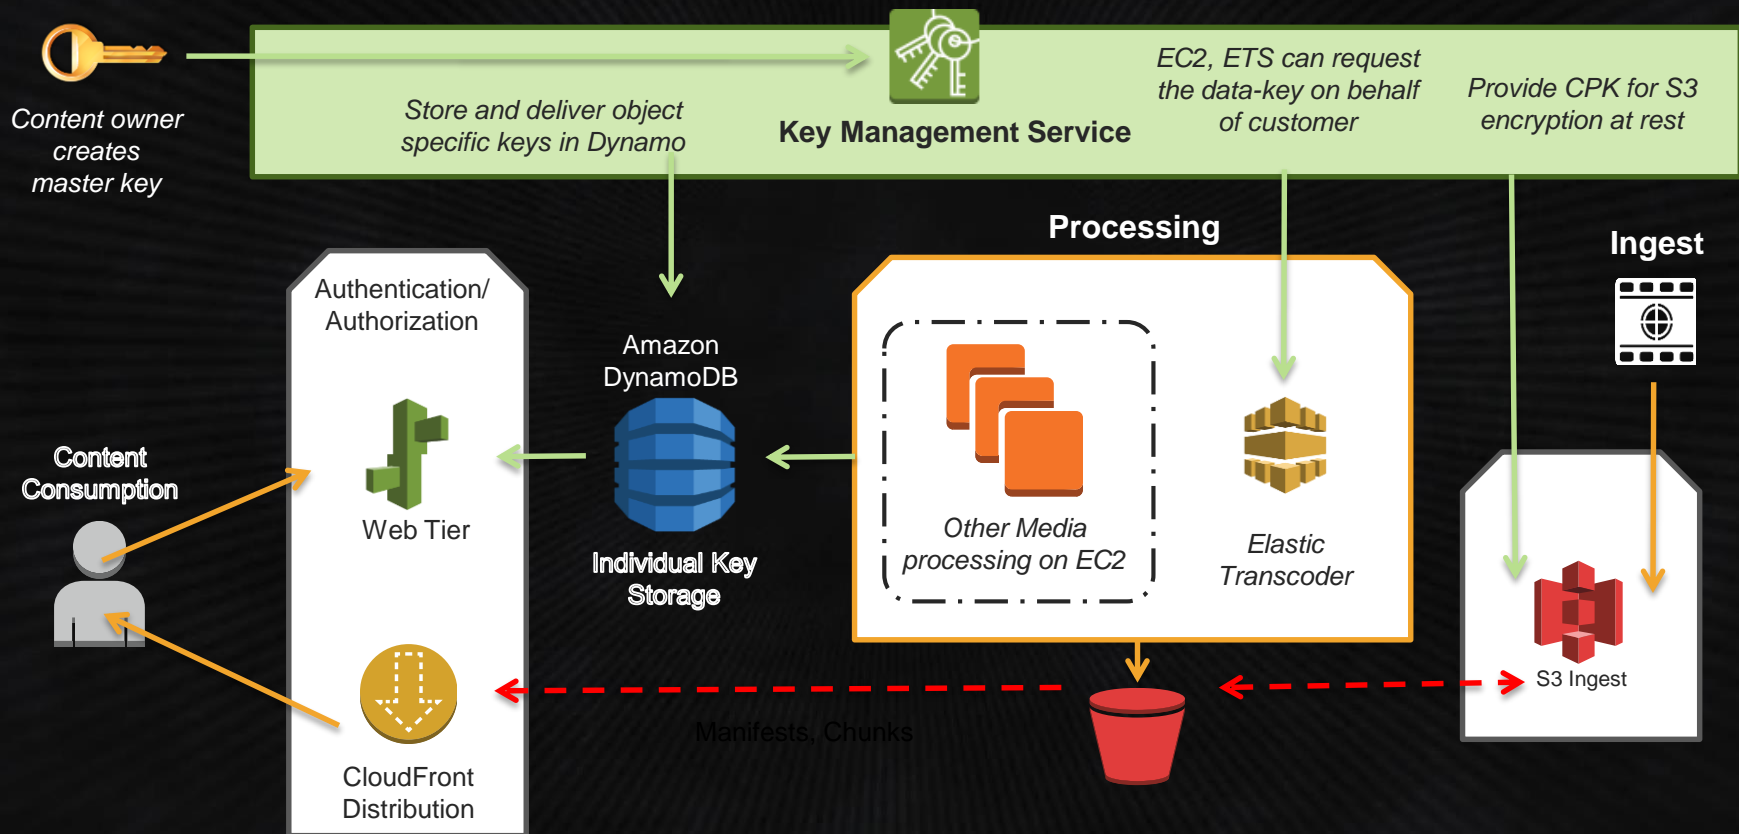 Content owner
creates
master key
Store and deliver object
specific keys in Dynamo
Key Management Service
EC2, ETS can request
the data-key on behalf
of customer
Provide CPK for S3
encryption at rest
Processing
Ingest
Authentication/
Authorization
Amazon
DynamoDB
Content
Consumption
Web Tier
Individual Key
Storage
Other Media
processing on EC2
Elastic
Transcoder
S3 Ingest
Manifests, Chunks
CloudFront
Distribution